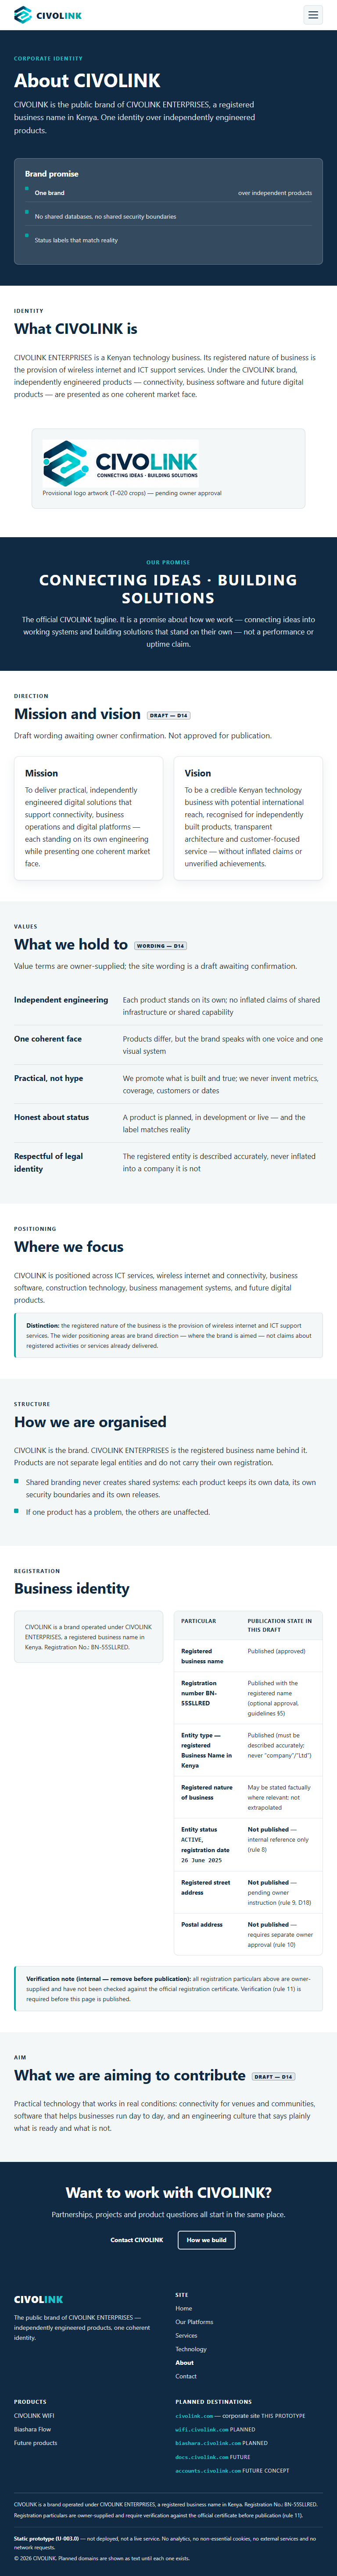 CIVOLINK
CORPORATE IDENTITY
About CIVOLINK
CIVOLINK is the public brand of CIVOLINK ENTERPRISES, a registered
business name in Kenya. One identity over independently engineered
products.
Brand promise
One brand over independent products
No shared databases, no shared security boundaries
Status labels that match reality
IDENTITY
What CIVOLINK is
CIVOLINK ENTERPRISES is a Kenyan technology business. Its registered nature of business is
the provision of wireless internet and ICT support services. Under the CIVOLINK brand,
independently engineered products — connectivity, business software and future digital
products — are presented as one coherent market face.
CIVOLINK
CONNECTING IDEAS · BUILDING SOLUTIONS
Provisional logo artwork (T-020 crops) — pending owner approval
OUR PROMISE
CONNECTING IDEAS · BUILDING
SOLUTIONS
The official CIVOLINK tagline. It is a promise about how we work — connecting ideas into
working systems and building solutions that stand on their own — not a performance or
uptime claim.
DIRECTION
Mission and vision DRAFT — D14
Draft wording awaiting owner confirmation. Not approved for publication.
Mission
To deliver practical, independently
engineered digital solutions that
support connectivity, business
operations and digital platforms —
each standing on its own engineering
while presenting one coherent market
face.
Vision
To be a credible Kenyan technology
business with potential international
reach, recognised for independently
built products, transparent
architecture and customer-focused
service — without inflated claims or
unverified achievements.
VALUES
What we hold to WORDING — D14
Value terms are owner-supplied; the site wording is a draft awaiting confirmation.
Independent engineering
Each product stands on its own; no inflated claims of shared
infrastructure or shared capability
One coherent face
Products differ, but the brand speaks with one voice and one
visual system
Practical, not hype
We promote what is built and true; we never invent metrics,
coverage, customers or dates
Honest about status
A product is planned, in development or live — and the
label matches reality
Respectful of legal
identity
The registered entity is described accurately, never inflated
into a company it is not
POSITIONING
Where we focus
CIVOLINK is positioned across ICT services, wireless internet and connectivity, business
software, construction technology, business management systems, and future digital
products.
Distinction: the registered nature of the business is the provision of wireless internet and ICT support
services. The wider positioning areas are brand direction — where the brand is aimed — not claims about
registered activities or services already delivered.
STRUCTURE
How we are organised
CIVOLINK is the brand. CIVOLINK ENTERPRISES is the registered business name behind it.
Products are not separate legal entities and do not carry their own registration.
Shared branding never creates shared systems: each product keeps its own data, its own
security boundaries and its own releases.
If one product has a problem, the others are unaffected.
REGISTRATION
Business identity
CIVOLINK is a brand operated under CIVOLINK
ENTERPRISES, a registered business name in
Kenya. Registration No.: BN-55SLLRED.
PARTICULAR
PUBLICATION STATE IN
THIS DRAFT
Registered
business name
Published (approved)
Registration
number BN-
55SLLRED
Published with the
registered name
(optional approval,
guidelines §5)
Entity type —
registered
Business Name in
Kenya
Published (must be
described accurately;
never "company"/"Ltd")
Registered nature
of business
May be stated factually
where relevant; not
extrapolated
Entity status
ACTIVE,
registration date
26 June 2025
Not published —
internal reference only
(rule 8)
Registered street
address
Not published —
pending owner
instruction (rule 9, D18)
Postal address
Not published —
requires separate owner
approval (rule 10)
Verification note (internal — remove before publication): all registration particulars above are owner-
supplied and have not been checked against the official registration certificate. Verification (rule 11) is
required before this page is published.
AIM
What we are aiming to contribute DRAFT — D14
Practical technology that works in real conditions: connectivity for venues and communities,
software that helps businesses run day to day, and an engineering culture that says plainly
what is ready and what is not.
Want to work with CIVOLINK?
Partnerships, projects and product questions all start in the same place.
Contact CIVOLINK How we build
CIVOLINK
The public brand of CIVOLINK ENTERPRISES —
independently engineered products, one coherent
identity.
SITE
Home
Our Platforms
Services
Technology
About
Contact
PRODUCTS
CIVOLINK WIFI
Biashara Flow
Future products
PLANNED DESTINATIONS
civolink.com — corporate site THIS PROTOTYPE
wifi.civolink.com PLANNED
biashara.civolink.com PLANNED
docs.civolink.com FUTURE
accounts.civolink.com FUTURE CONCEPT
CIVOLINK is a brand operated under CIVOLINK ENTERPRISES, a registered business name in Kenya. Registration No.: BN-55SLLRED.
Registration particulars are owner-supplied and require verification against the official certificate before publication (rule 11).
Static prototype (U-003.0) — not deployed, not a live service. No analytics, no non-essential cookies, no external services and no
network requests.
© 2026 CIVOLINK. Planned domains are shown as text until each one exists.